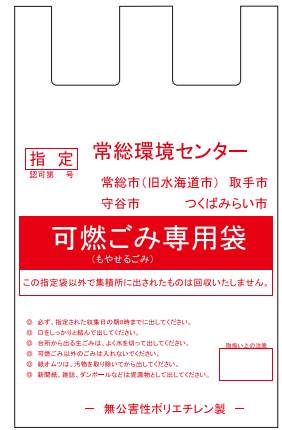 指定
認可第　号
常総環境センター
常総市（旧水海道市）　取手市
守谷市　つくばみらい市
可燃ごみ専用袋
（もやせるごみ）
この指定袋以外で集積所に出されたものは回収いたしません。
◎　必ず、指定された収集日の朝8時までに出してください。
◎　口をしっかりと結んで出してください。
◎　台所から出る生ごみは、よく水を切って出してください。
◎　可燃ごみ以外のごみは入れないでください。
◎　紙オムツは、汚物を取り除いてから出してください。
◎　新聞紙、雑誌、ダンボールなどは資源物として出してください。
取扱い上の注意
－　無公害性ポリエチレン製　－